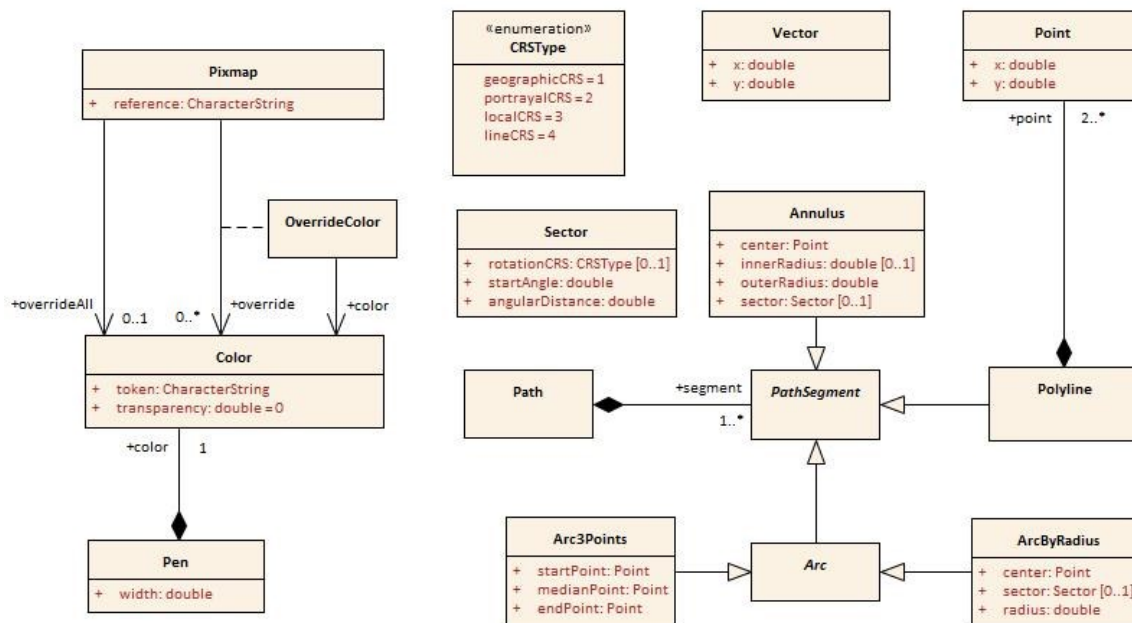 Pixmap
+ reference: CharacterString
«enumeration»
CRSType
geographicCRS = 1
portrayalCRS = 2
localCRS = 3
lineCRS = 4
Vector
+ x: double
+ y: double
Point
+ x: double
+ y: double
+point 2..*
OverrideColor
Sector
+ rotationCRS: CRSType [0..1]
+ startAngle: double
+ angularDistance: double
Annulus
+ center: Point
+ innerRadius: double [0..1]
+ outerRadius: double
+ sector: Sector [0..1]
+overrideAll 0..1 0..* +override +color
Color
+ token: CharacterString
+ transparency: double = 0
+color 1
Path
+segment
1..*
PathSegment
Polyline
Pen
+ width: double
Arc3Points
+ startPoint: Point
+ medianPoint: Point
+ endPoint: Point
Arc
ArcByRadius
+ center: Point
+ sector: Sector [0..1]
+ radius: double